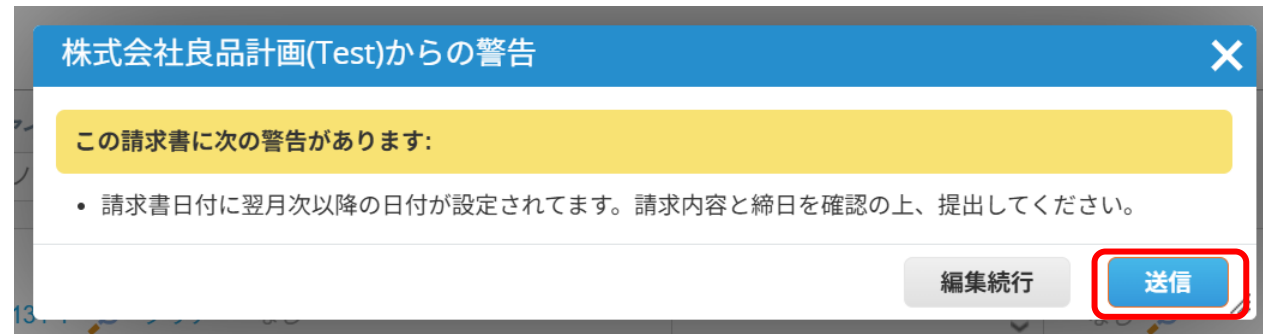 株式会社良品計画(Test)からの警告
この請求書に次の警告があります:
• 請求書日付に翌月次以降の日付が設定されてます。請求内容と締日を確認の上、提出してください。
編集続行
送信